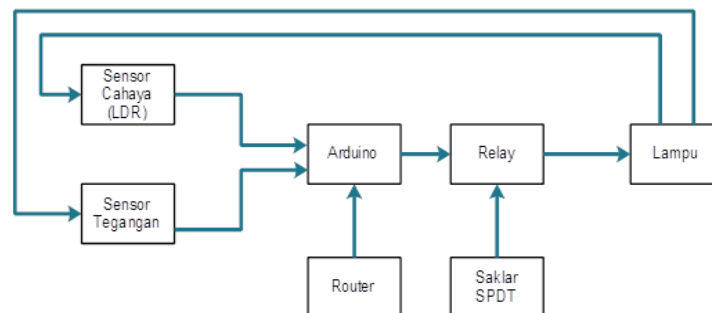 Sensor
Cahaya
(LDR)
Arduino
Relay
Lampu
Sensor
Tegangan
Router
Saklar
SPDT